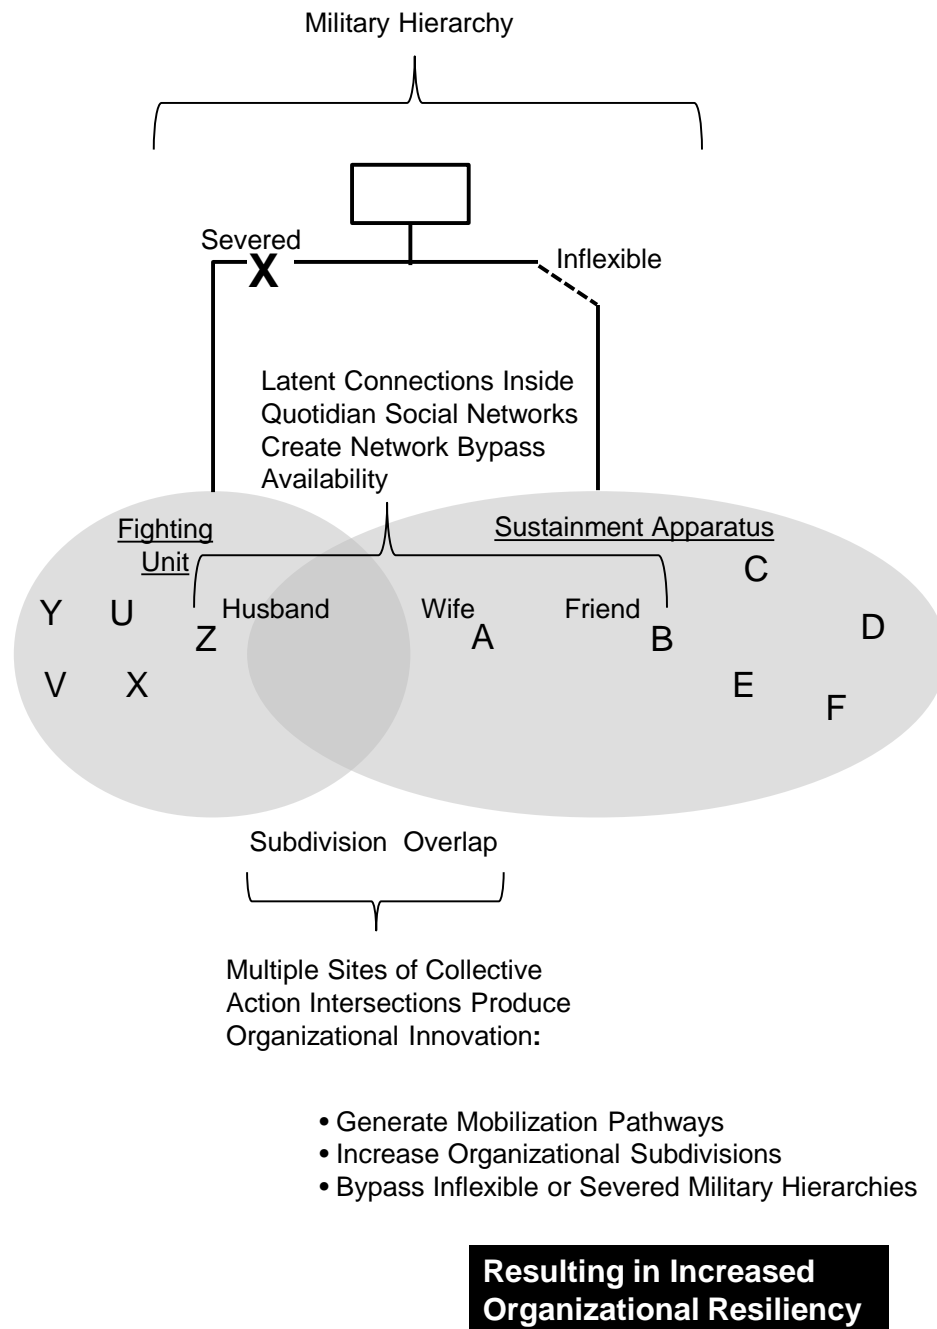 Military Hierarchy
Severed
X
Inflexible
Latent Connections Inside
Quotidian Social Networks
Create Network Bypass
Availability
Fighting
Unit
Sustainment Apparatus
C
Y U Z Husband Wife A Friend B D
V X E F
Subdivision Overlap
Multiple Sites of Collective
Action Intersections Produce
Organizational Innovation:
• Generate Mobilization Pathways
• Increase Organizational Subdivisions
• Bypass Inflexible or Severed Military Hierarchies
Resulting in Increased
Organizational Resiliency